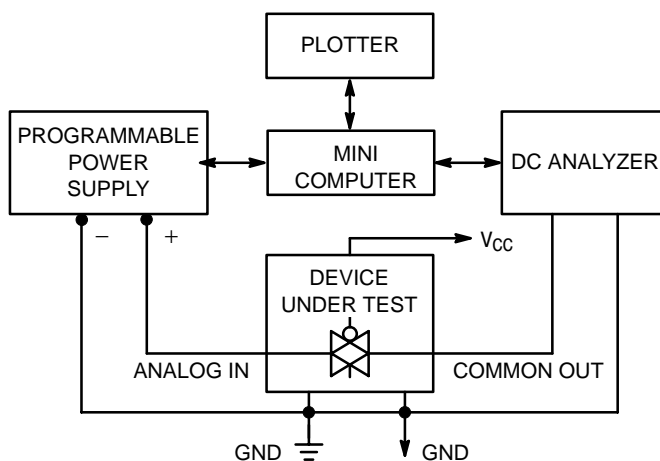 PLOTTER
PROGRAMMABLE
POWER
SUPPLY
MINI
COMPUTER
DC ANALYZER
− +
VCC
DEVICE
UNDER TEST
ANALOG IN
COMMON OUT
GND
GND